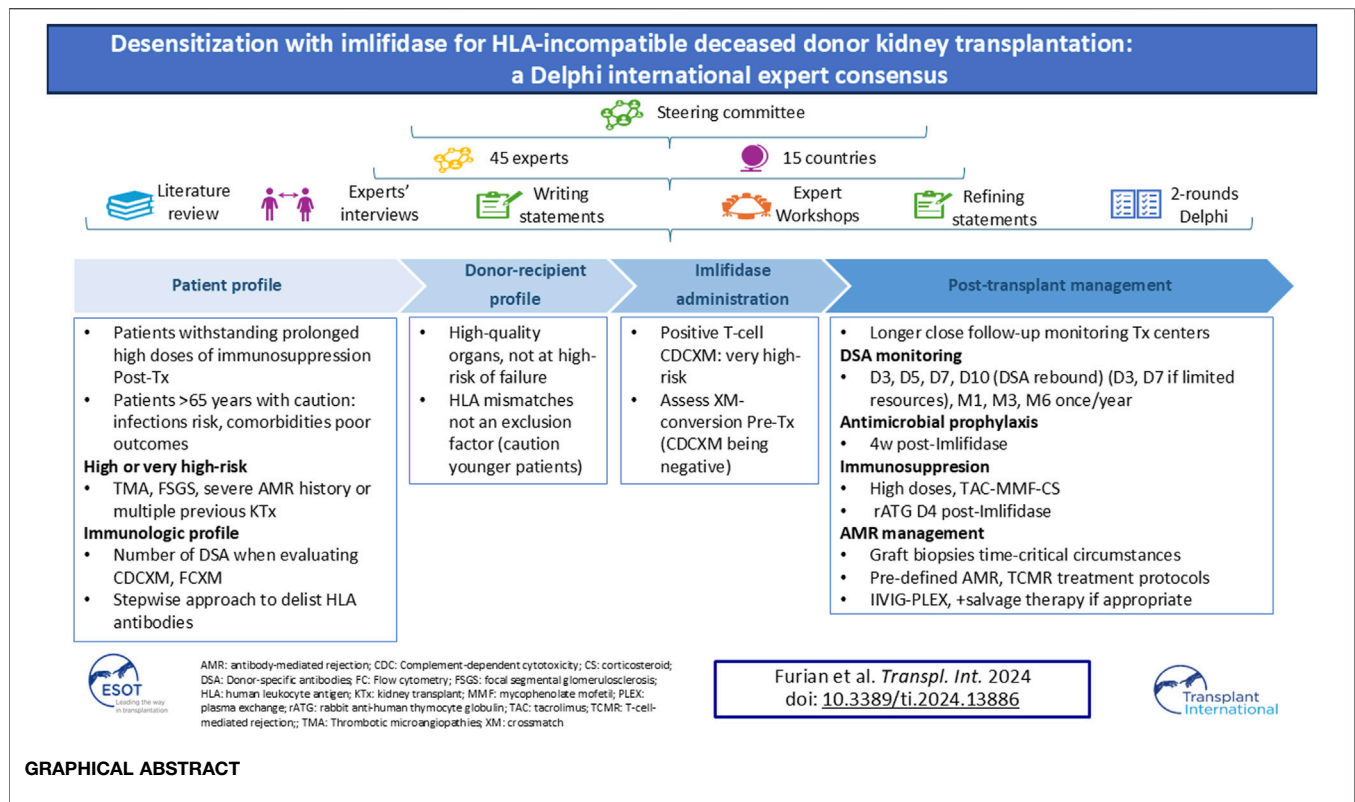 Desensitization with imlifidase for HLA-incompatible deceased donor kidney transplantation:
a Delphi international expert consensus
Steering committee
45 experts
15 countries
Literature
review
Experts'
interviews
Writing
statements
Expert
Workshops
Refining
statements
2-rounds
Delphi
Patient profile
Donor-recipient
profile
Imlifidase
administration
Post-transplant management
• Patients withstanding prolonged
high doses of immunosuppression
Post-Tx
• Patients >65 years with caution:
infections risk, comorbidities poor
outcomes
High or very high-risk
• TMA, FSGS, severe AMR history or
multiple previous KTx
Immunologic profile
• Number of DSA when evaluating
CDCXM, FCXM
• Stepwise approach to delist HLA
antibodies
• High-quality
organs, not at high-
risk of failure
• HLA mismatches
not an exclusion
factor (caution
younger patients)
• Positive T-cell
CDCXM: very high-
risk
• Assess XM-
conversion Pre-Tx
(CDCXM being
negative)
• Longer close follow-up monitoring Tx centers
DSA monitoring
• D3, D5, D7, D10 (DSA rebound) (D3, D7 if limited
resources), M1, M3, M6 once/year
Antimicrobial prophylaxis
• 4w post-Imlifidase
Immunosuppresion
• High doses, TAC-MMF-CS
• rATG D4 post-Imlifidase
AMR management
• Graft biopsies time-critical circumstances
• Pre-defined AMR, TCMR treatment protocols
• IIVIG-PLEX, +salvage therapy if appropriate
ESOT
Leading the way
in transplantation
AMR: antibody-mediated rejection; CDC: Complement-dependent cytotoxicity; CS: corticosteroid;
DSA: Donor-specific antibodies; FC: Flow cytometry; FSGS: focal segmental glomerulosclerosis;
HLA: human leukocyte antigen; KTx: kidney transplant; MMF: mycophenolate mofetil; PLEX:
plasma exchange; rATG: rabbit anti-human thymocyte globulin; TAC: tacrolimus; TCMR: T-cell-
mediated rejection;; TMA: Thrombotic microangiopathies; XM: crossmatch
Furian et al. Transpl. Int. 2024
doi: 10.3389/ti.2024.13886
Transplant
International
GRAPHICAL ABSTRACT